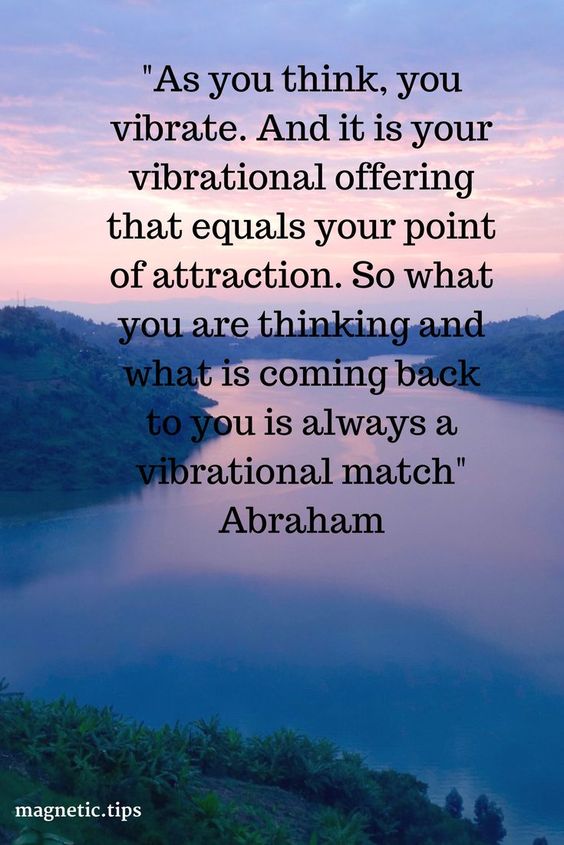 "As you think, you
vibrate. And it is your
vibrational offering
that equals your point
of attraction. So what
you are thinking and
what is coming back
to you is always a
vibrational match"
Abraham
magnetic.tips